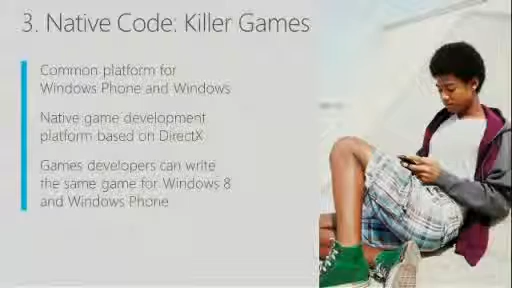 3. Native Code: Killer Games
Common platform for
Windows Phone and Windows
Native game development
platform based on DirectX
Games developers can write
the same game for Windows 8
and Windows Phone